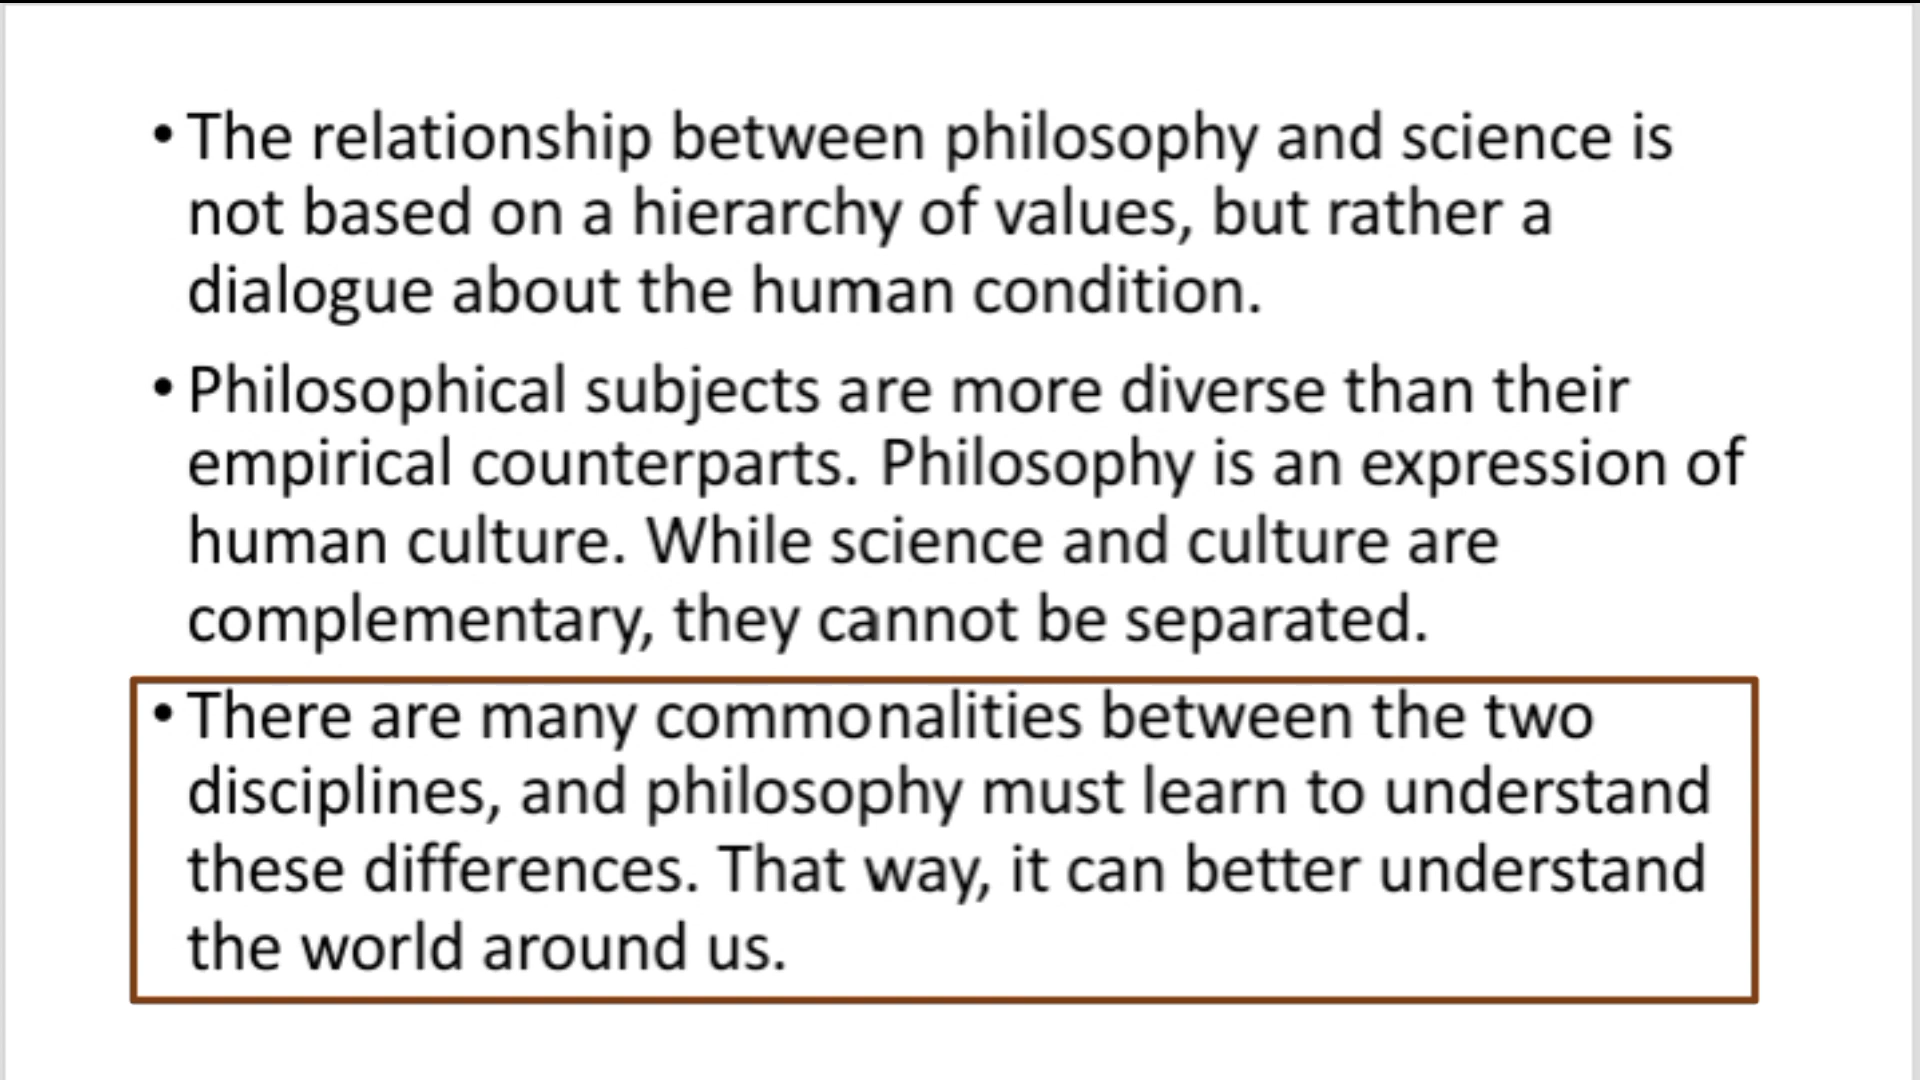 • The relationship between philosophy and science is
not based on a hierarchy of values, but rather a
dialogue about the human condition.
• Philosophical subjects are more diverse than their
empirical counterparts. Philosophy is an expression of
human culture. While science and culture are
complementary, they cannot be separated.
• There are many commonalities between the two
disciplines, and philosophy must learn to understand
these differences. That way, it can better understand
the world around us.